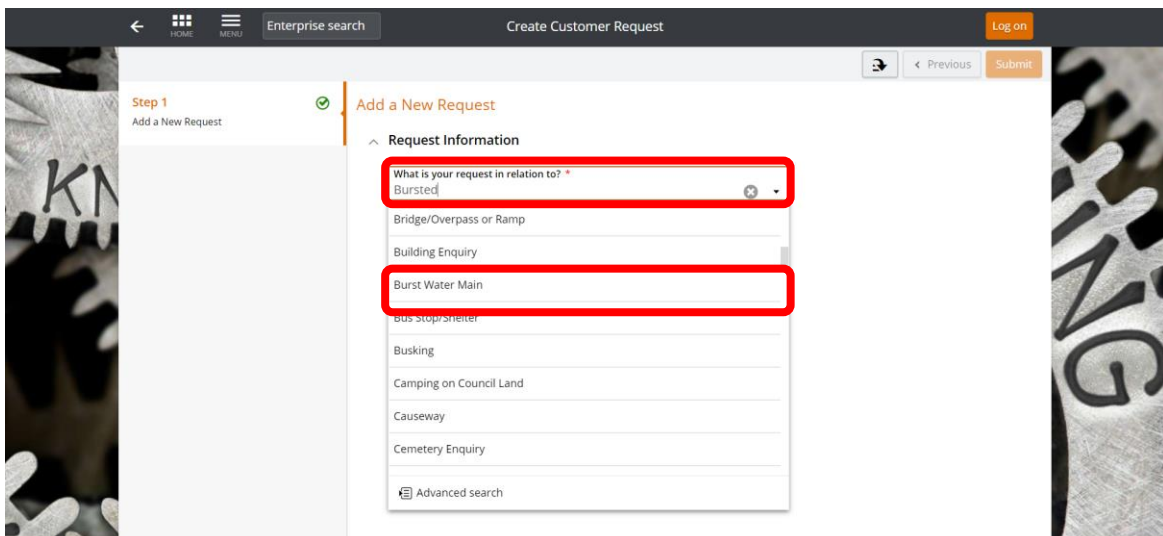 HOME
MENU
Enterprise search
Create Customer Request
Log on
Previous
Submit
Step 1
Add a New Request
Add a New Request
Request Information
What is your request in relation to? *
Bursted
Bridge/Overpass or Ramp
Building Enquiry
Burst Water Main
Bus Stop/Shelter
Busking
Camping on Council Land
Causeway
Cemetery Enquiry
Advanced search
KN
ING